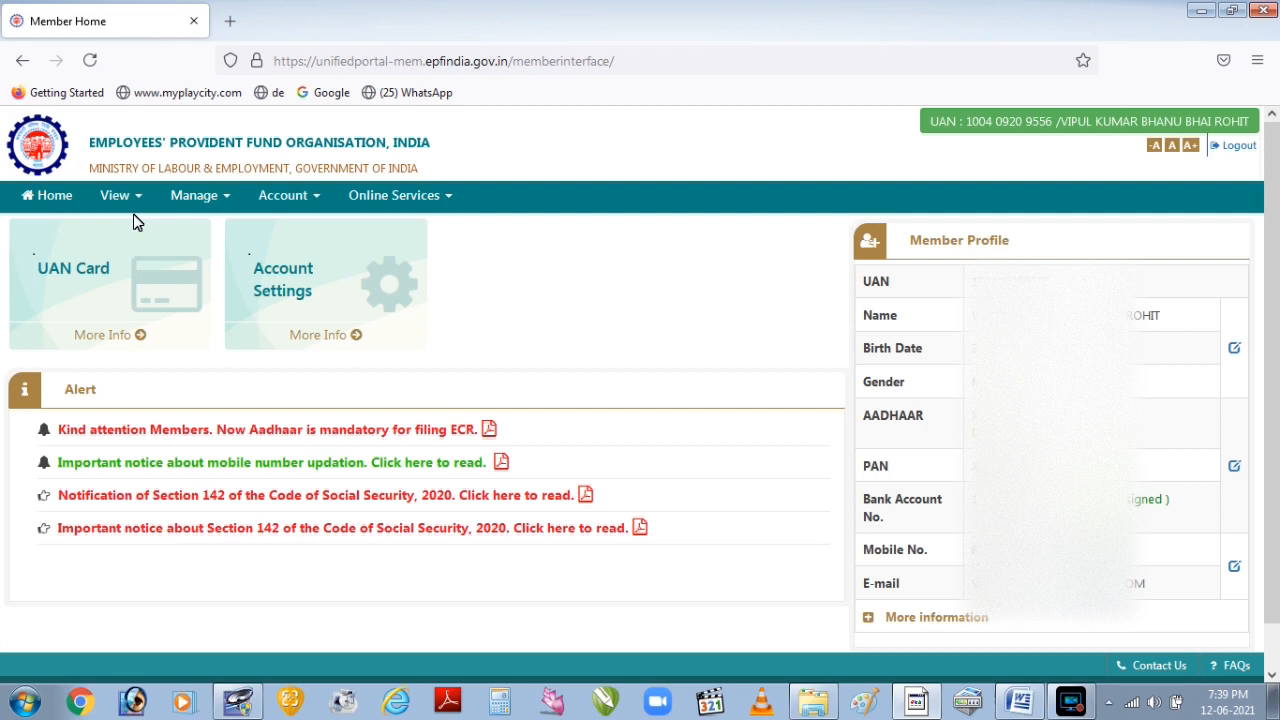 Member Home
https://unifiedportal-mem.epfindia.gov.in/memberinterface/
Getting Started www.myplaycity.com de Google (25) WhatsApp
UAN : 1004 0920 9556 /VIPUL KUMAR BHANU BHAI ROHIT
EMPLOYEES' PROVIDENT FUND ORGANISATION, INDIA
-A A A+ Logout
MINISTRY OF LABOUR & EMPLOYMENT, GOVERNMENT OF INDIA
Home View Manage Account Online Services
UAN Card
More Info
Account
Settings
More Info
Alert
Kind attention Members. Now Aadhaar is mandatory for filing ECR.
Important notice about mobile number updation. Click here to read.
Notification of Section 142 of the Code of Social Security, 2020. Click here to read.
Important notice about Section 142 of the Code of Social Security, 2020. Click here to read.
Member Profile
UAN
Name ROHIT
Birth Date
Gender
AADHAAR
PAN
Bank Account signed )
No.
Mobile No.
E-mail OM
More information
Contact Us ? FAQs
321
7:39 PM
12-06-2021